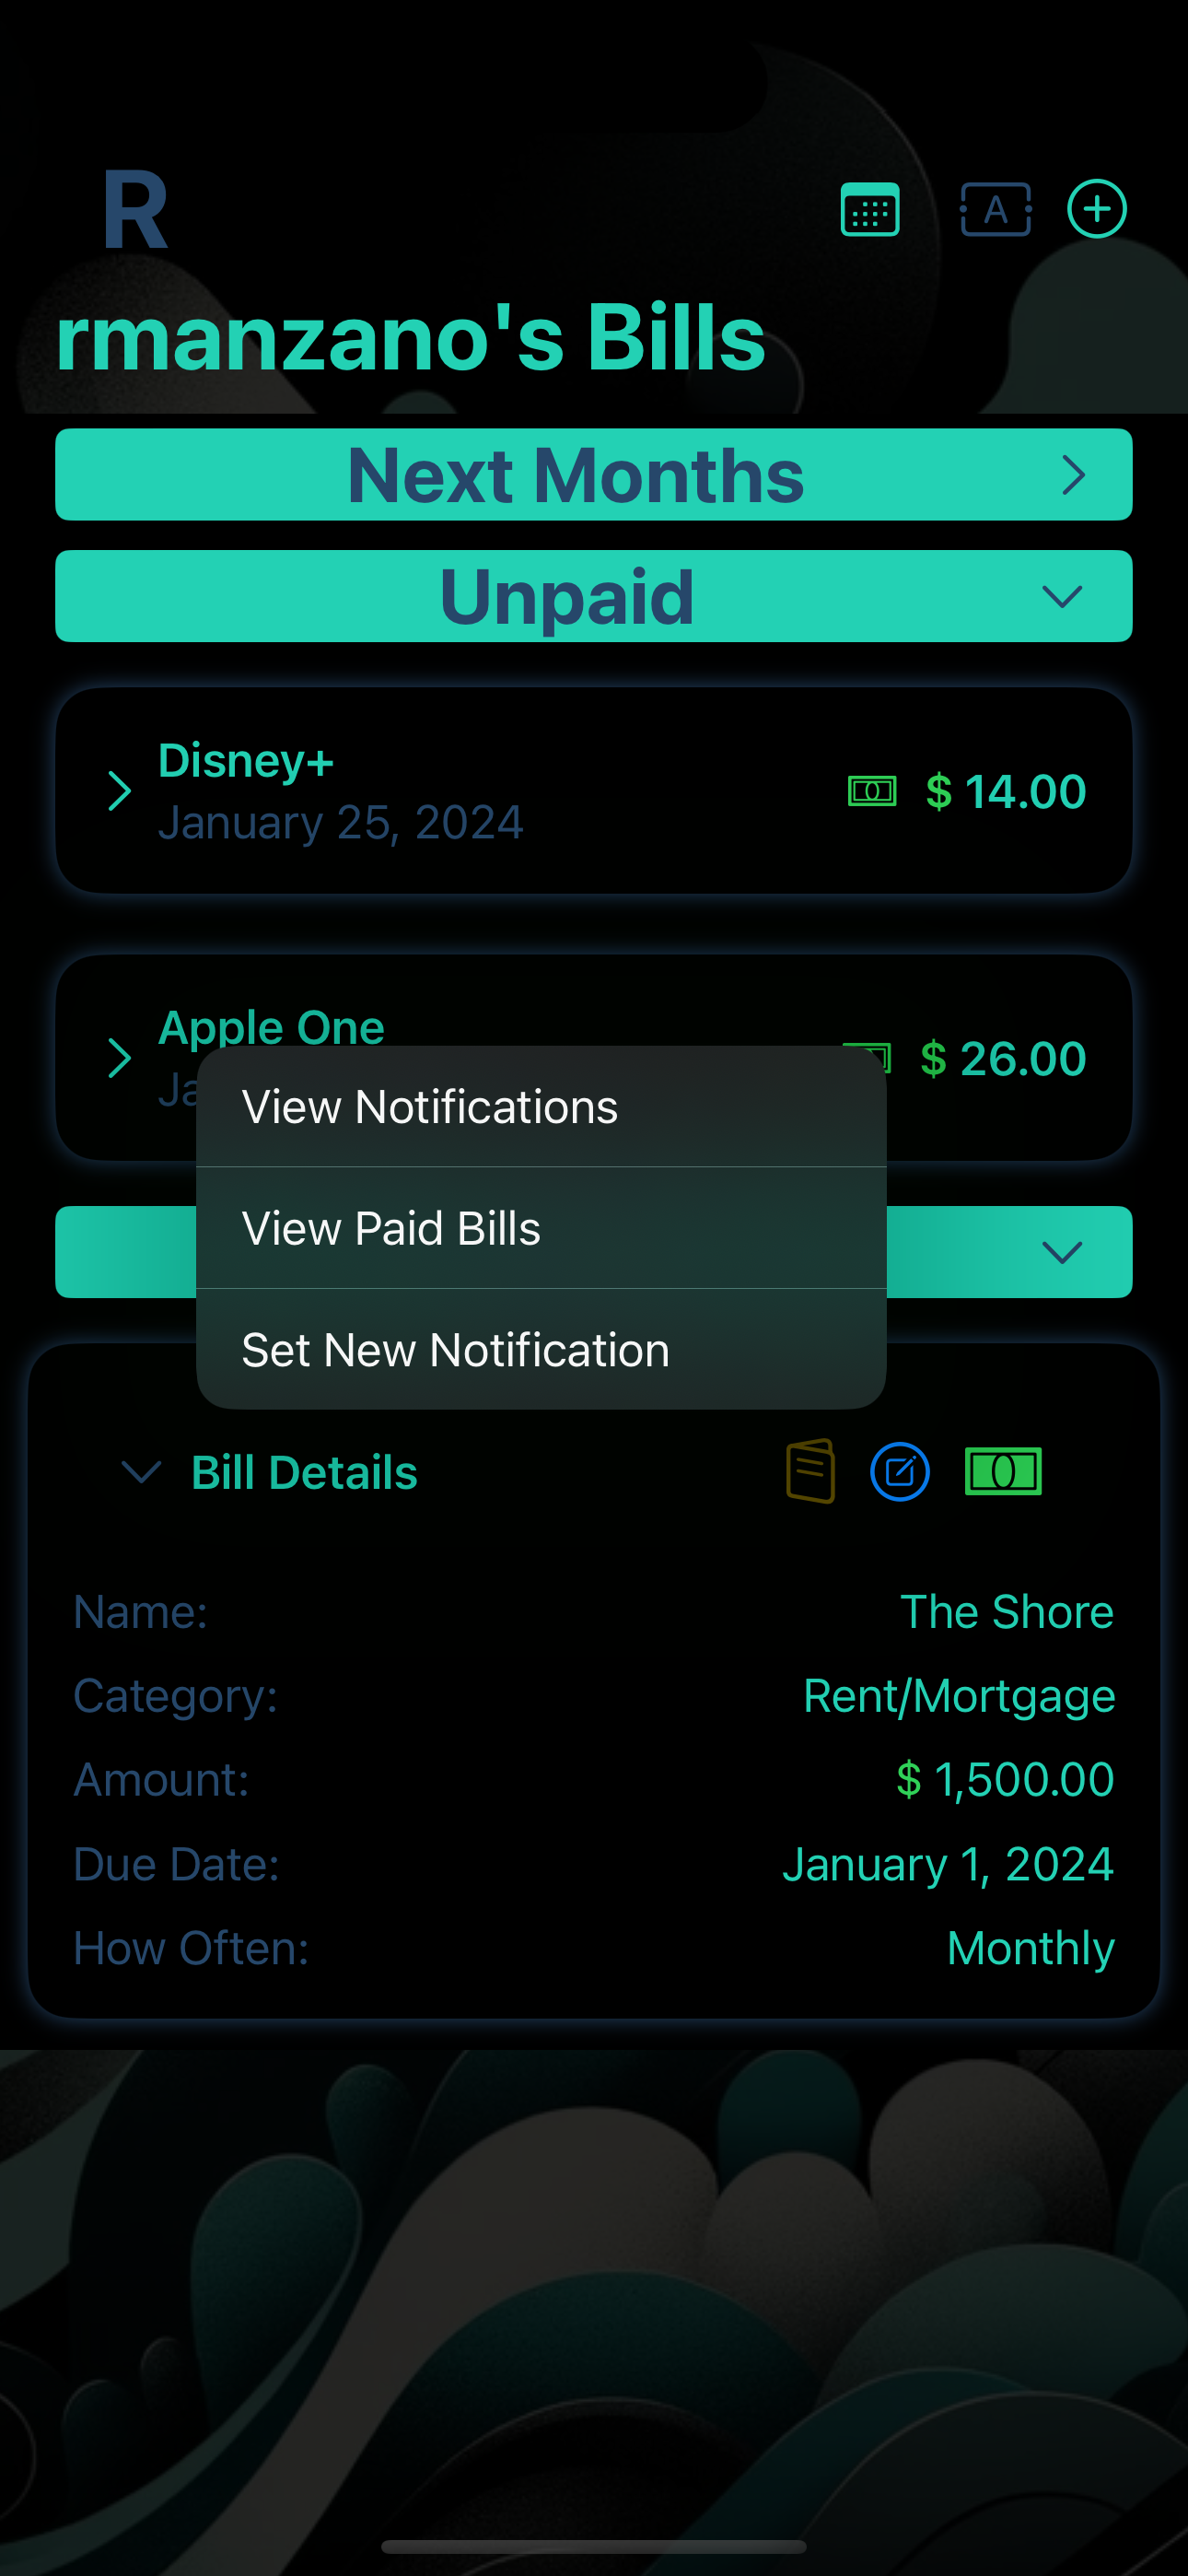 R
A
rmanzano's Bills
Next Months
Unpaid
Disney+
January 25, 2024
$ 14.00
Apple One
$ 26.00
View Notifications
View Paid Bills
Set New Notification
Bill Details
Name: The Shore
Category: Rent/Mortgage
Amount: $ 1,500.00
Due Date: January 1, 2024
How Often: Monthly